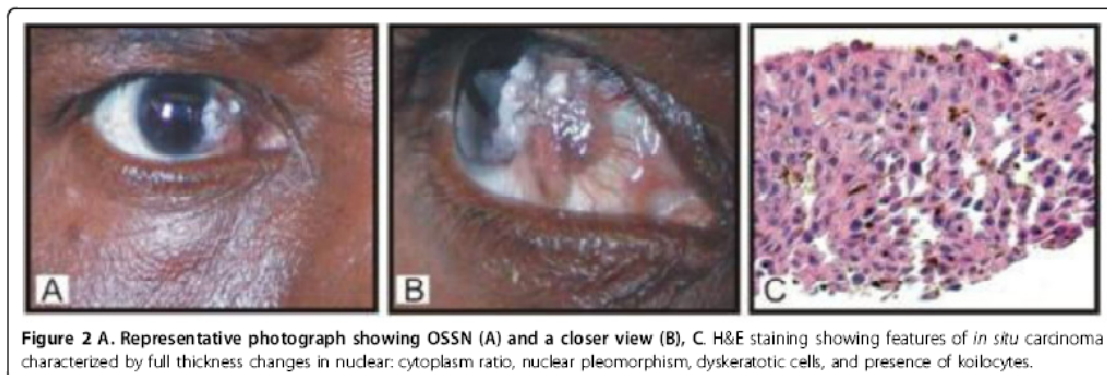 A
B
C
Figure 2 A. Representative photograph showing OSSN (A) and a closer view (B), C. H&E staining showing features of in situ carcinoma
characterized by full thickness changes in nuclear: cytoplasm ratio, nuclear pleomorphism, dyskeratotic cells, and presence of koilocytes.